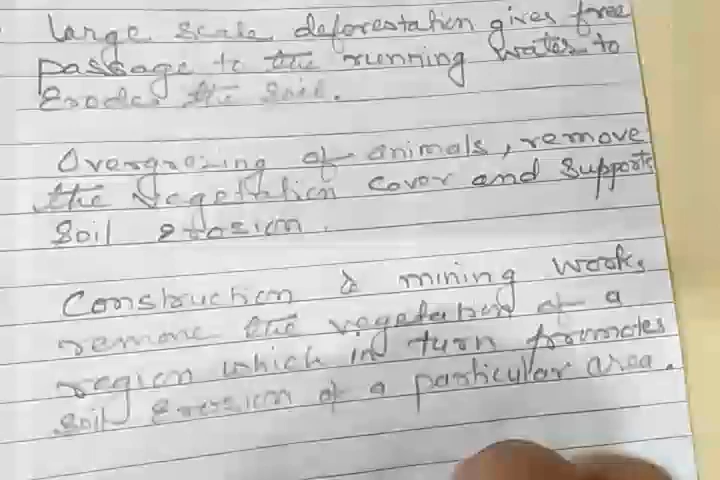 Large scale deforestation gives free
passage to the running water to
Erodes the soil.
Overgrazing of animals, remove
the vegetation cover and supports
soil erosion.
Construction & mining works
remove the vegetation of a
region which in turn promotes
soil erosion of a particular area.